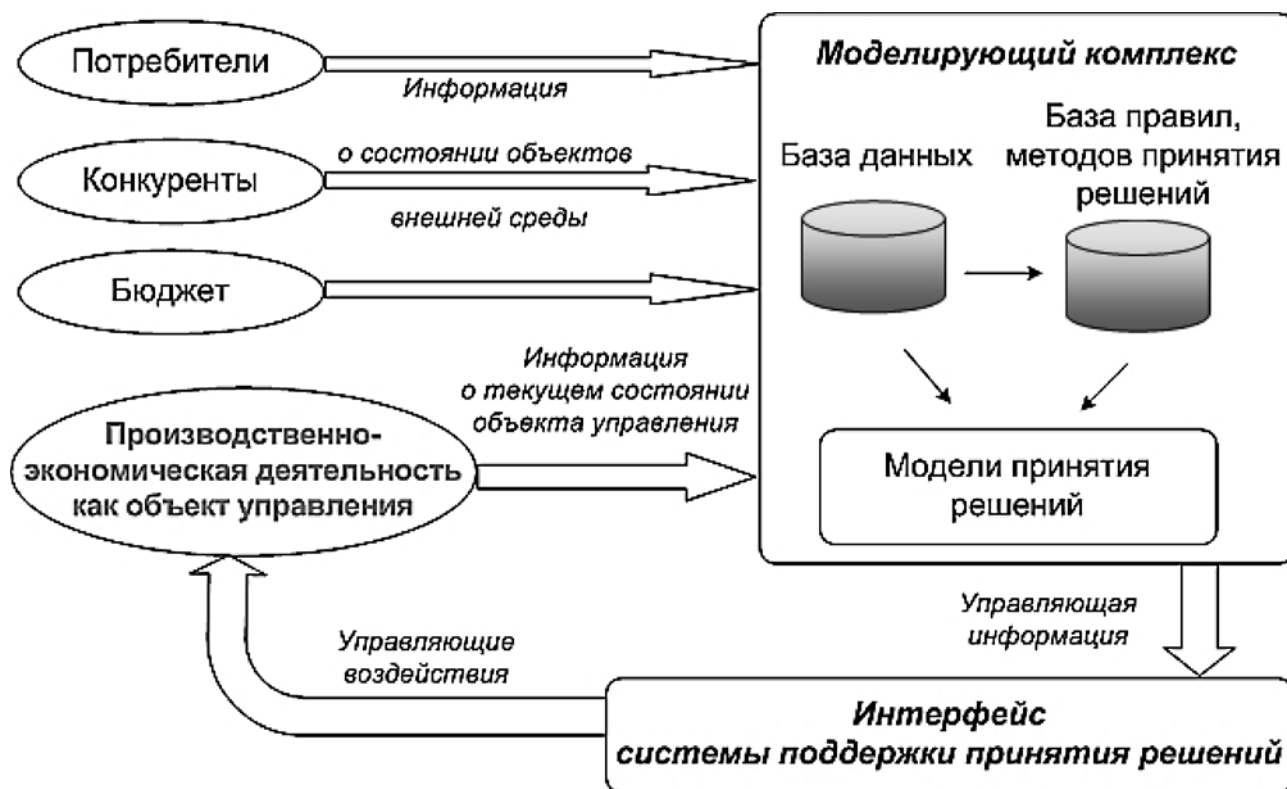 Потребители
Информация
о состоянии объектов
Конкуренты
внешней среды
Бюджет
Информация
о текущем состоянии
объекта управления
Производственно-
экономическая деятельность
как объект управления
Моделирующий комплекс
База данных
База правил,
методов принятия
решений
Модели принятия
решений
Управляющая
информация
Управляющие
воздействия
Интерфейс
системы поддержки принятия решений